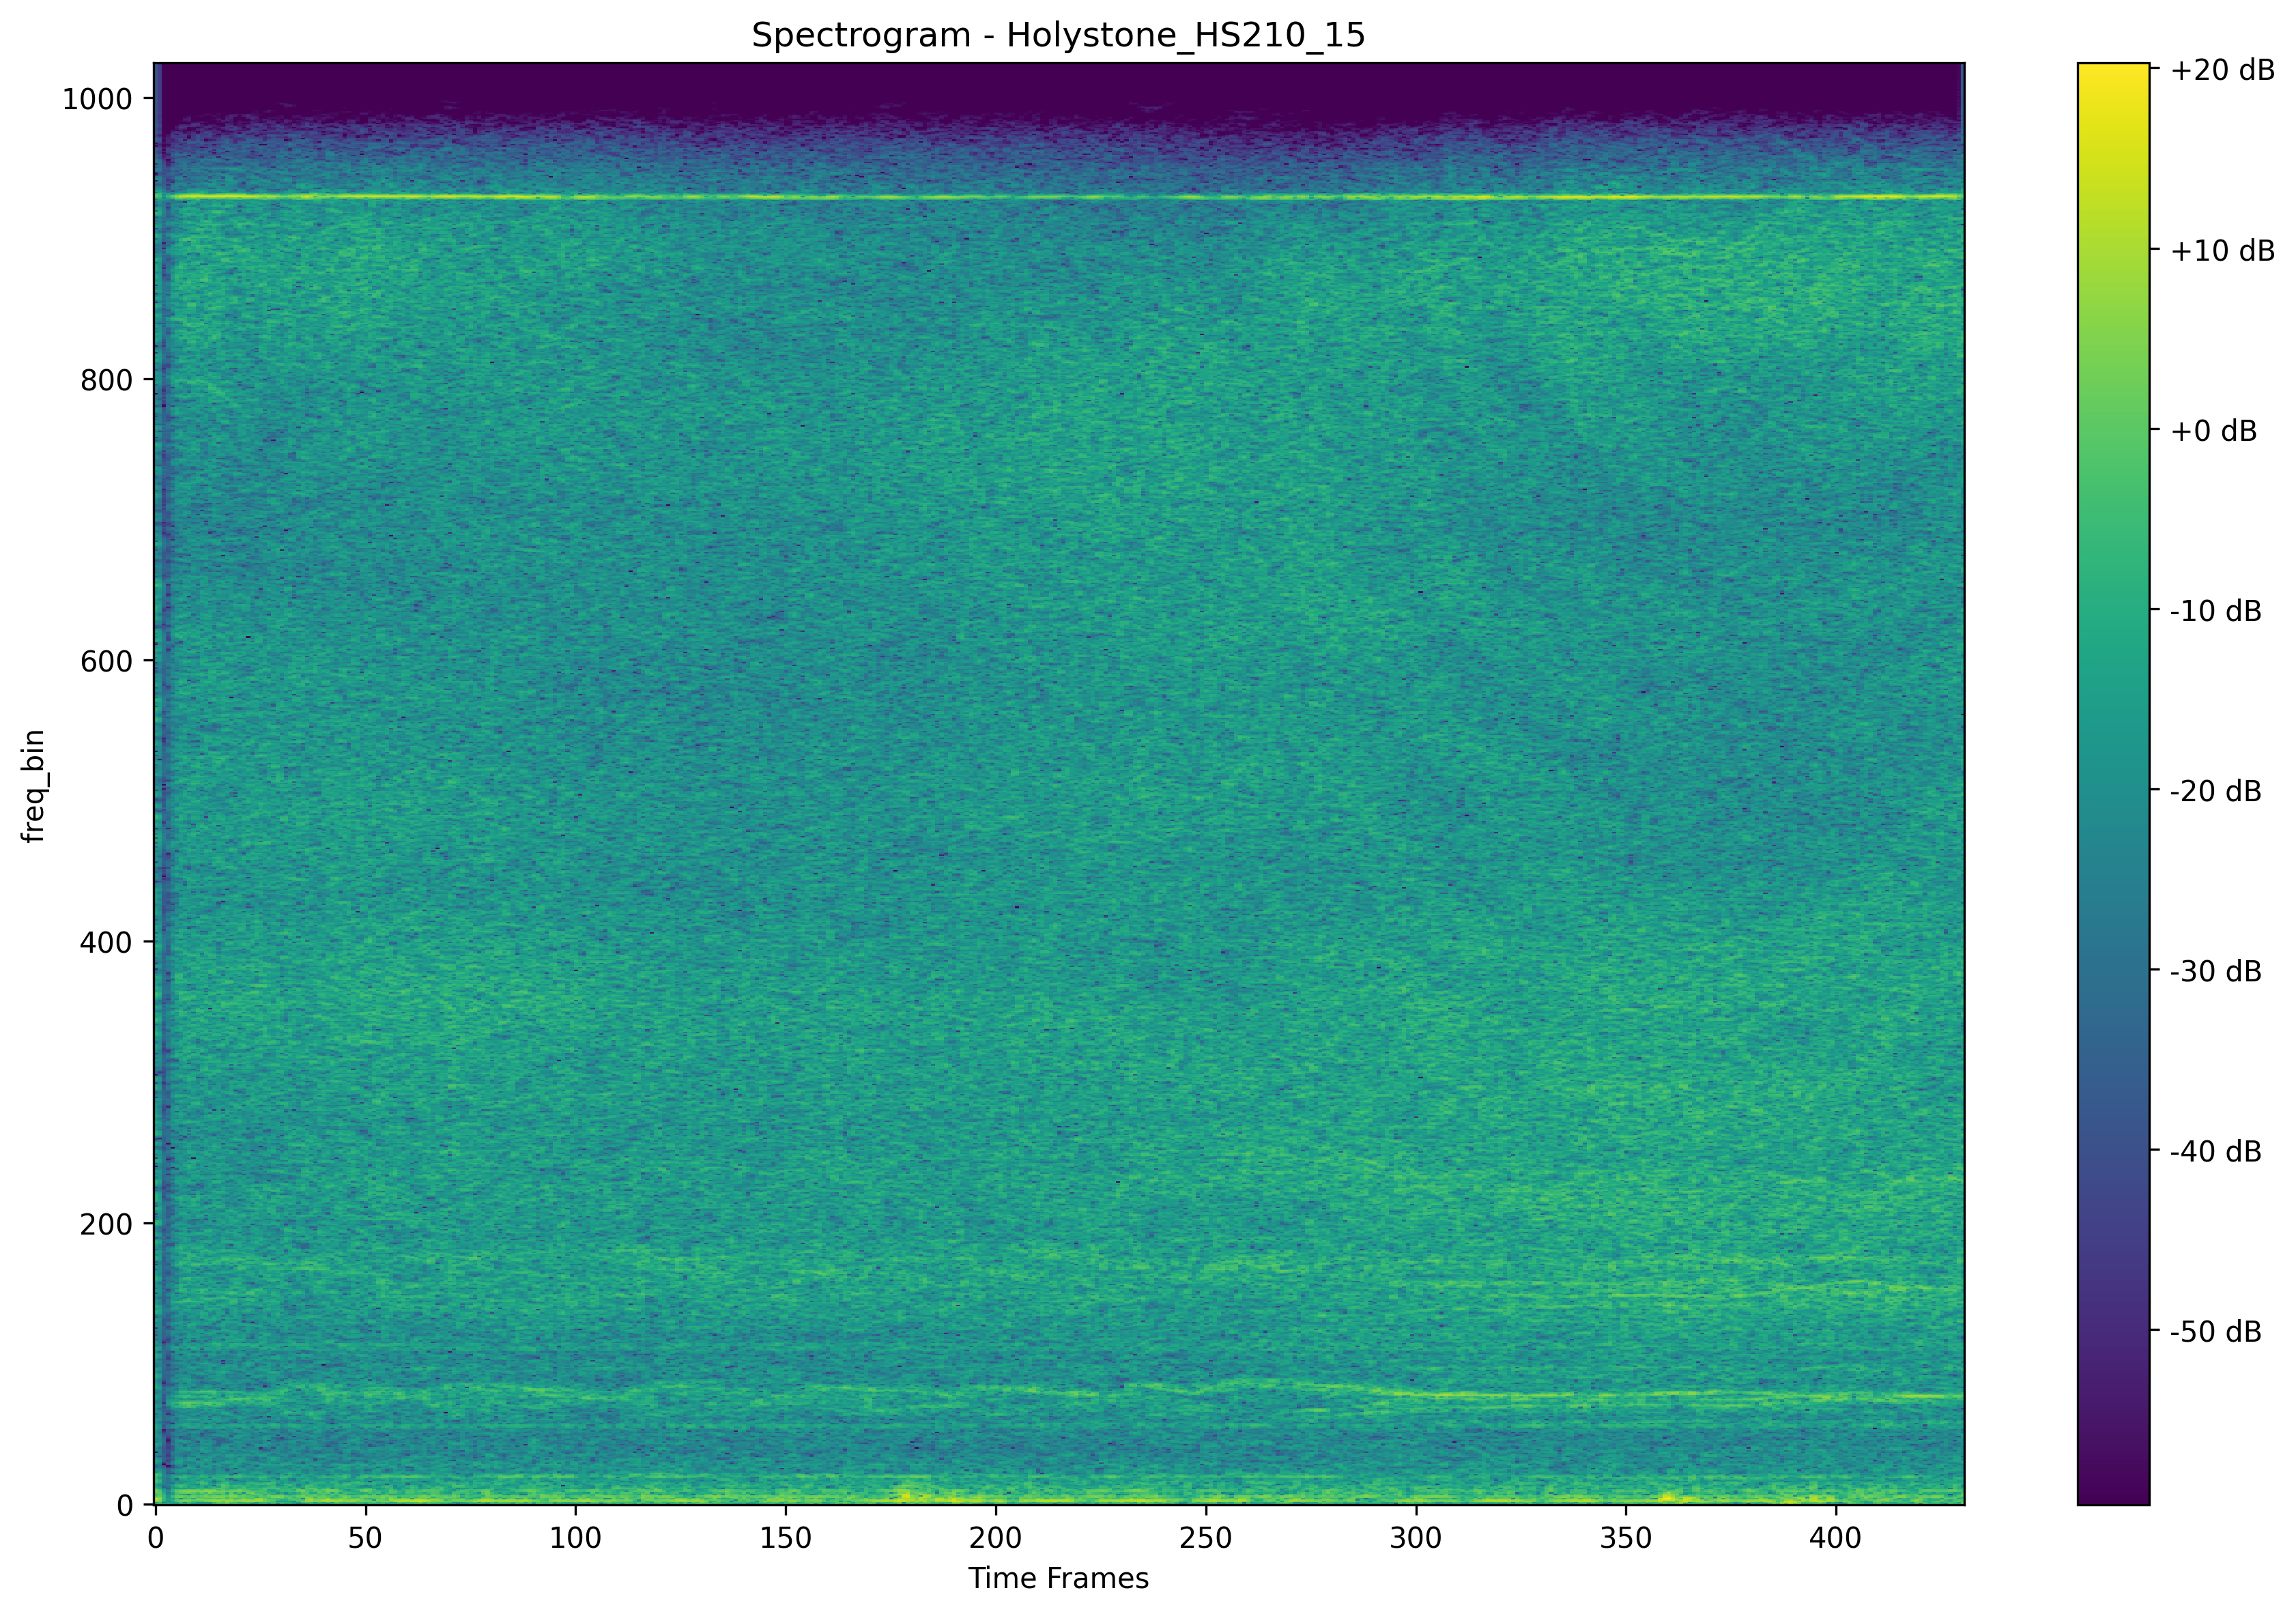 Spectrogram - Holystone_HS210_15
1000
800
600
400
200
0
freq_bin
0 50 100 150 200 250 300 350 400
Time Frames
+20 dB
+10 dB
+0 dB
-10 dB
-20 dB
-30 dB
-40 dB
-50 dB